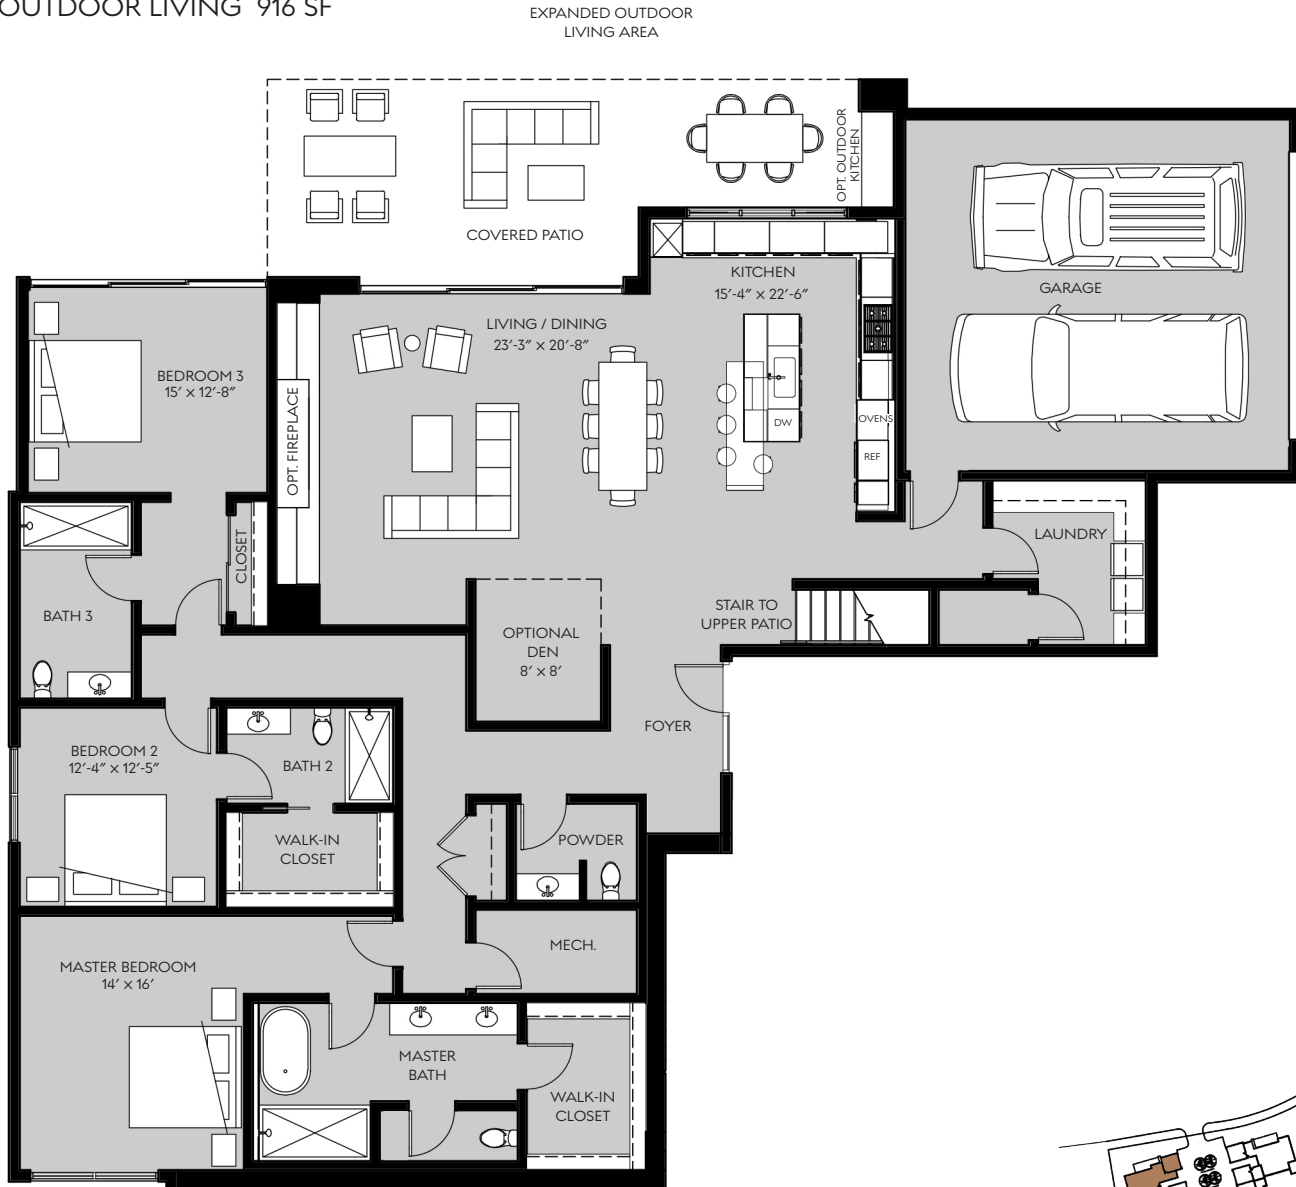 OUTDOOR LIVING 916 SF
EXPANDED OUTDOOR
LIVING AREA
OPT. OUTDOOR
KITCHEN
COVERED PATIO
KITCHEN
15'-4" x 22'-6"
GARAGE
LIVING / DINING
23'-3" x 20'-8"
BEDROOM 3
15' x 12'-8"
OPT. FIREPLACE
DW
OVENS
REF
CLOSET
LAUNDRY
BATH 3
STAIR TO
UPPER PATIO
OPTIONAL
DEN
8' x 8'
FOYER
BEDROOM 2
12'-4" x 12'-5"
BATH 2
WALK-IN
CLOSET
POWDER
MECH.
MASTER BEDROOM
14' x 16'
MASTER
BATH
WALK-IN
CLOSET